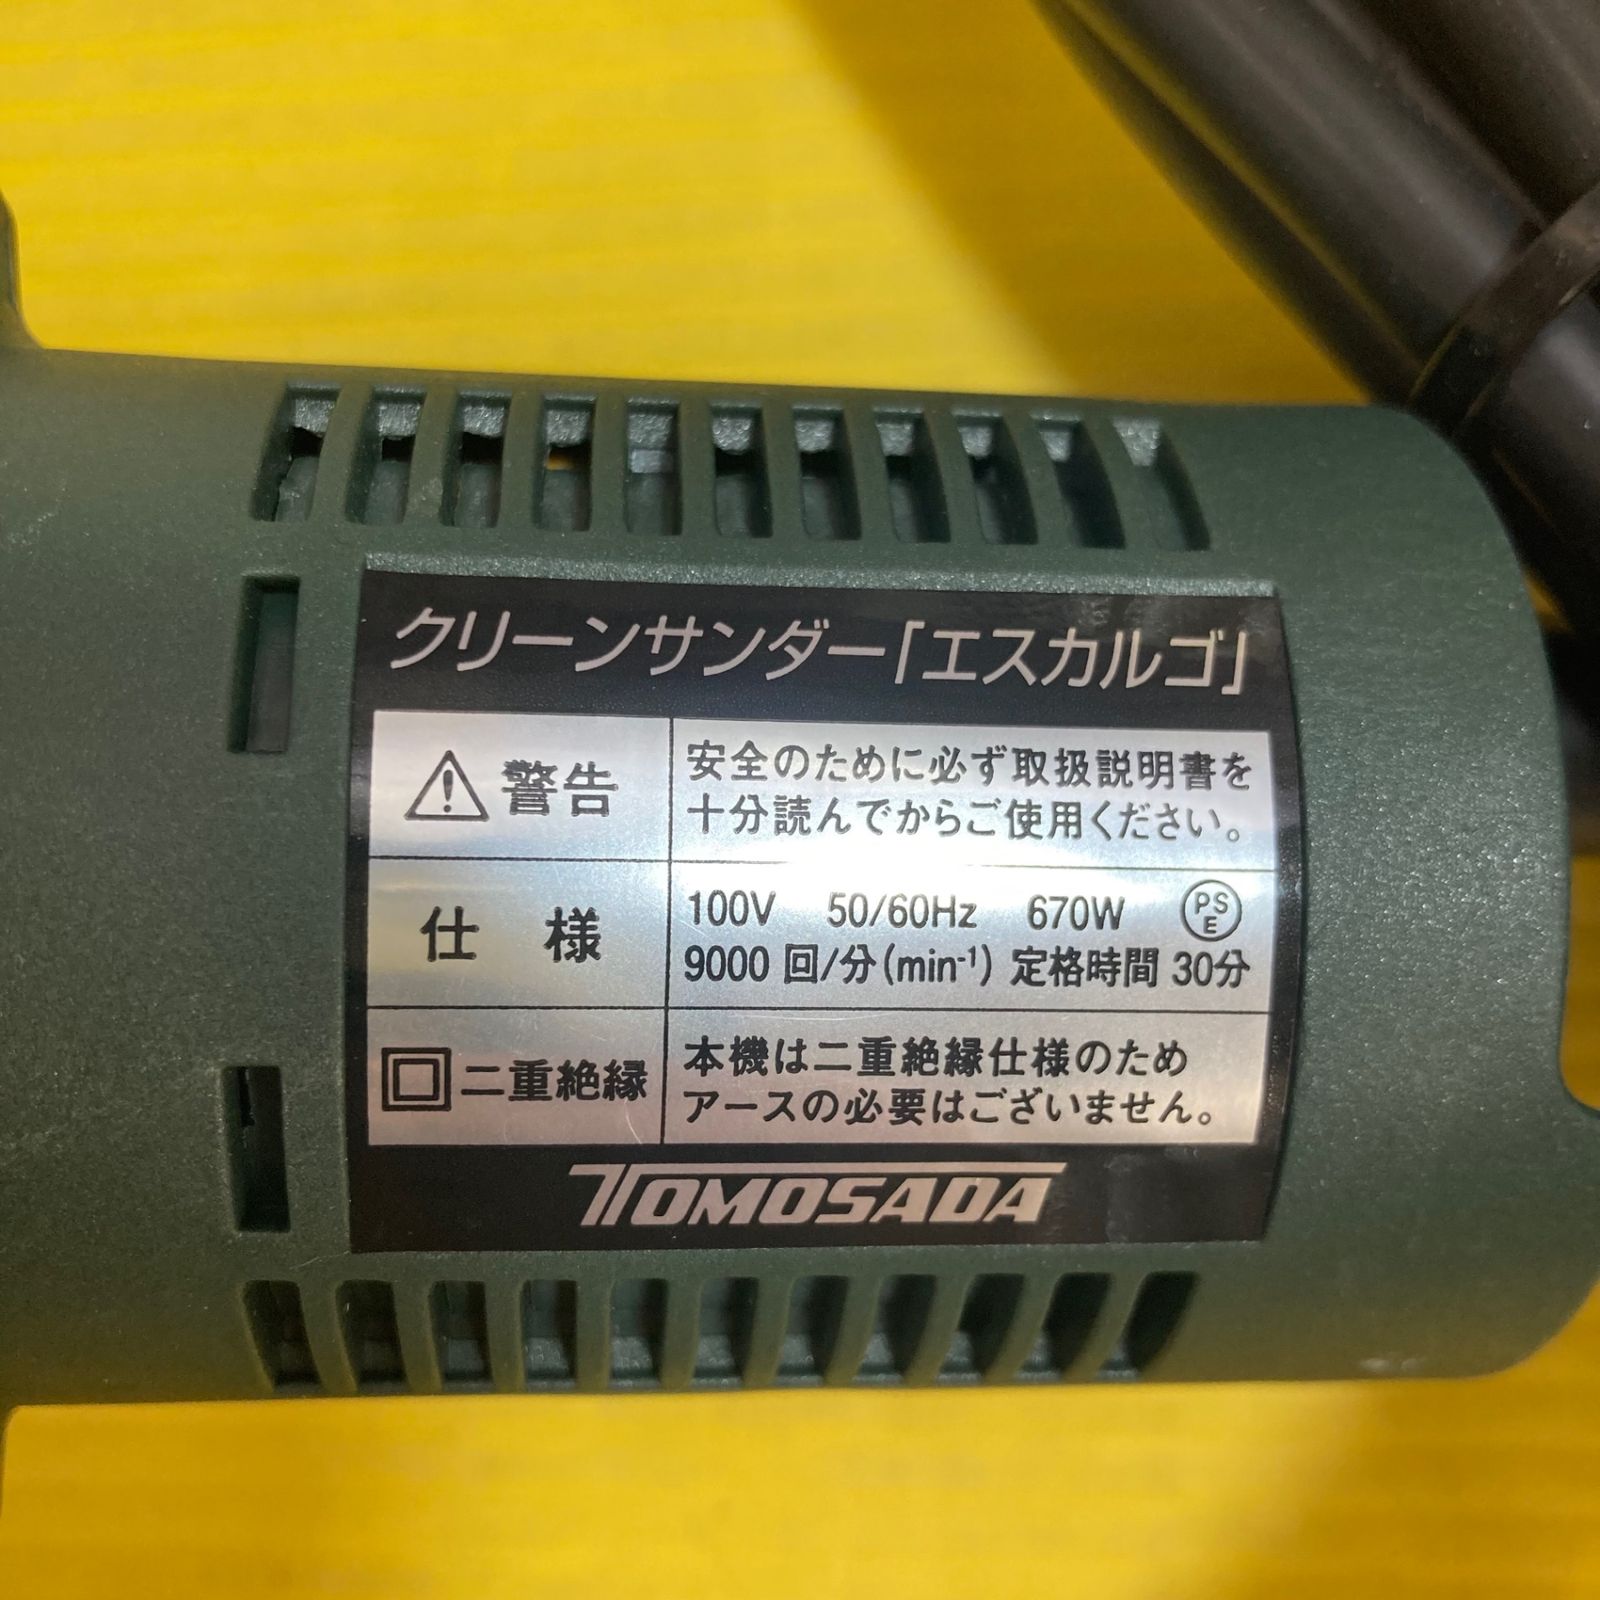 クリーンサンダー「エスカルゴ」
警告
安全のために必ず取扱説明書を
十分読んでからご使用ください。
仕 様
100V 50/60Hz 670W PSE
9000 回/分(min⁻¹) 定格時間 30分
二重絶縁
本機は二重絶縁仕様のため
アースの必要はございません。
TOMOSADA